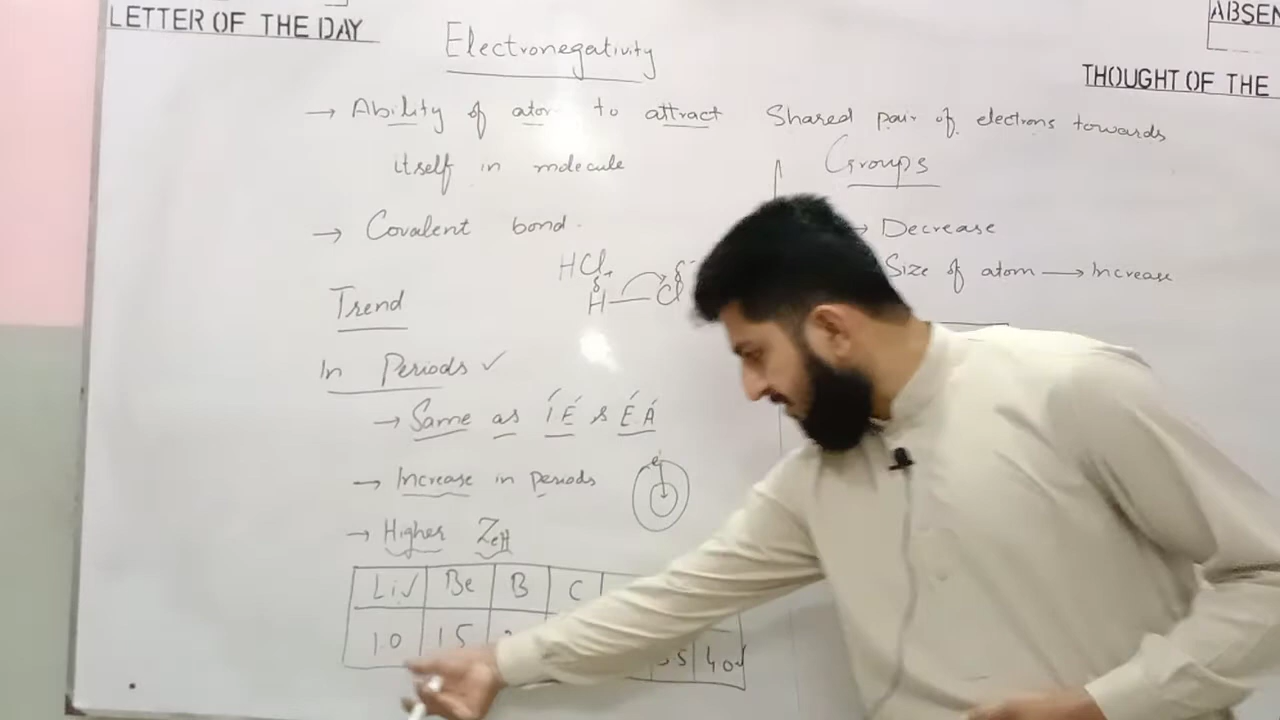 LETTER OF THE DAY
ABSEN
THOUGHT OF THE
Electronegativity
→ Ability of atom to attract Shared pair of electrons towards
itself in molecule
→ Covalent bond.
HCl
H — Cl
δ
δ-
Trend
In Periods ✓
→ Same as I E & E A
→ Increase in periods
e
→ Higher Zeff
Li ✓ Be B C
1.0 1.5 4.0
Groups
→ Decrease
Size of atom → Increase